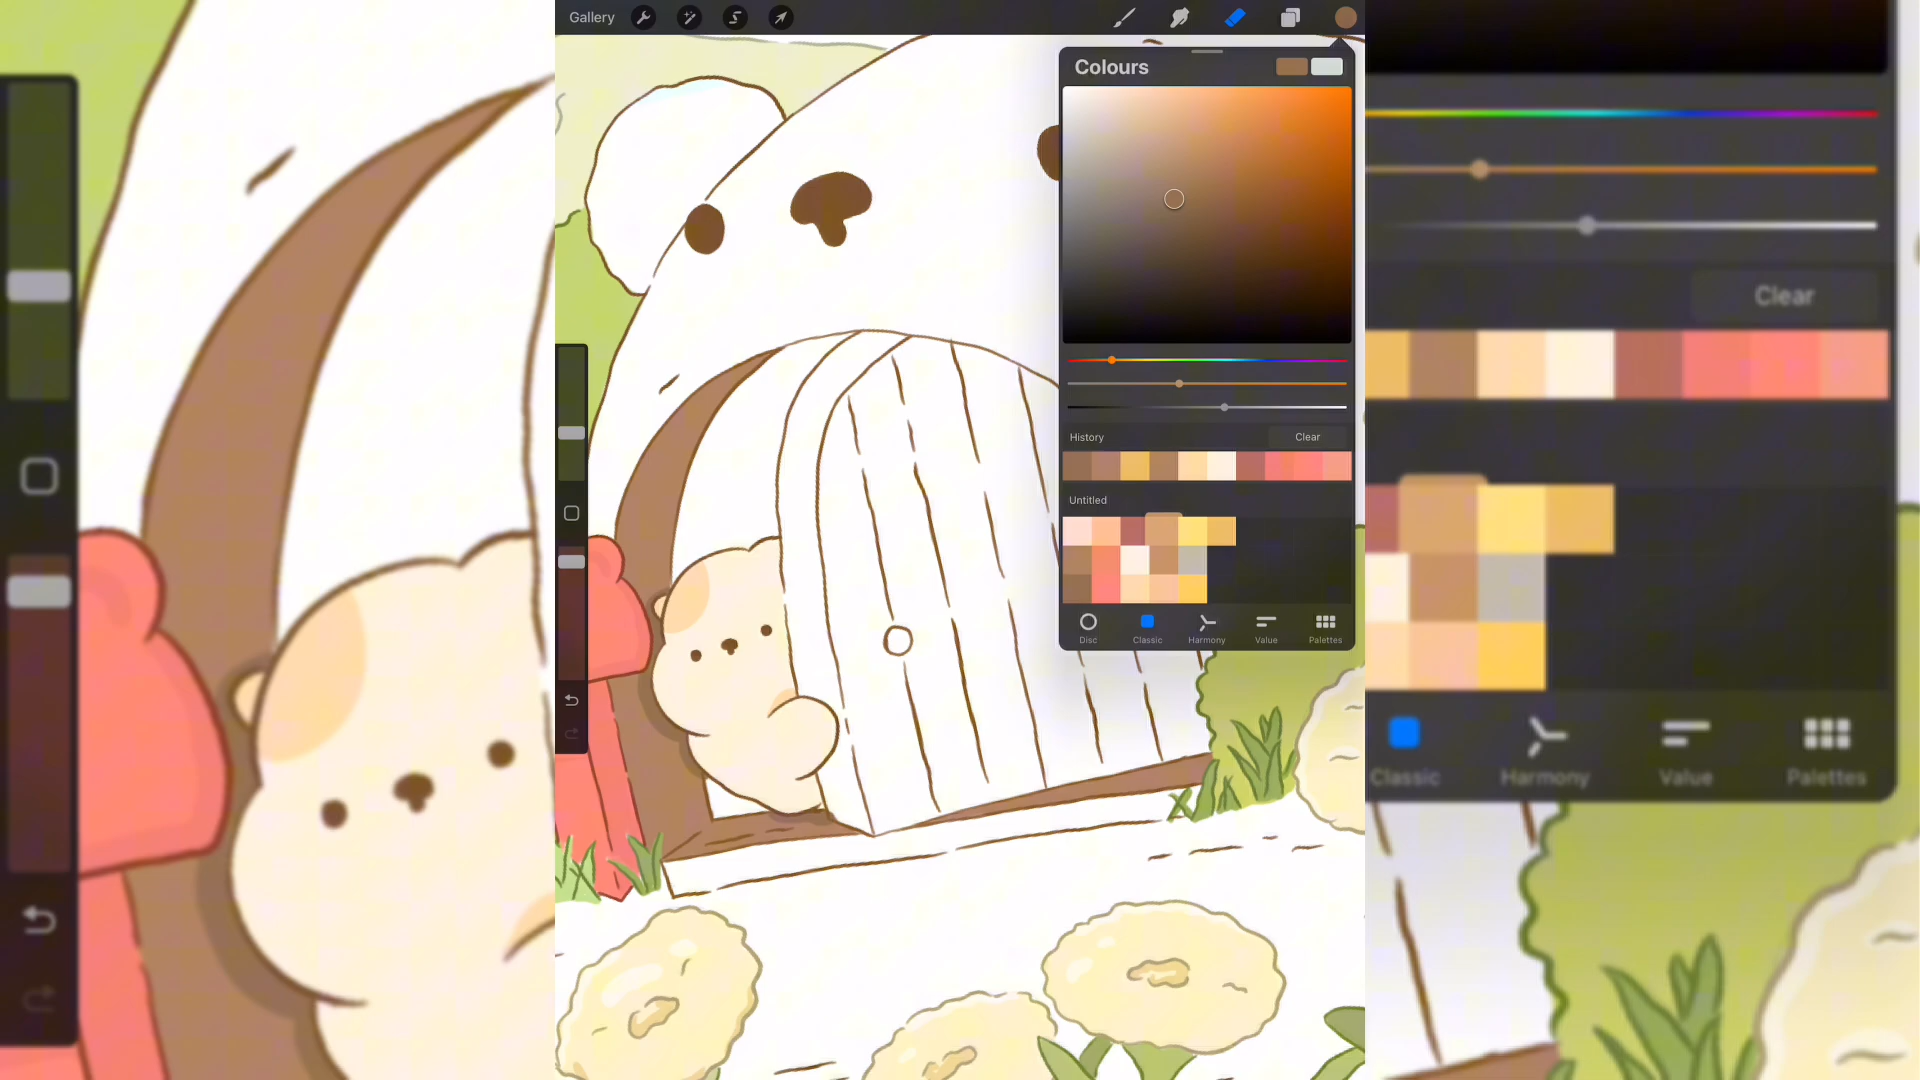 Gallery
Colours
History
Clear
Untitled
Disc
Classic
Harmony
Value
Palettes
Clear
Classic
Harmony
Value
Palettes